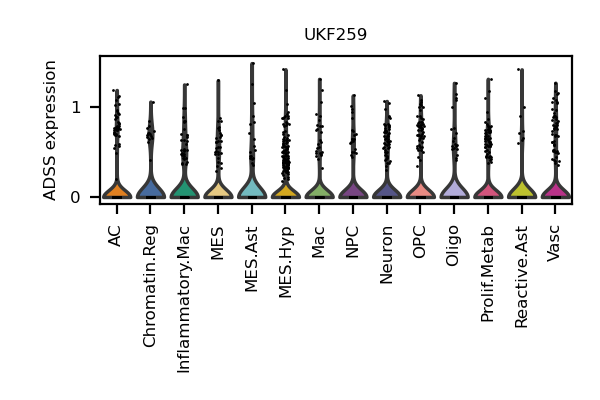 UKF259
ADSS expression
1
0
AC
Chromatin.Reg
Inflammatory.Mac
MES
MES.Ast
MES.Hyp
Mac
NPC
Neuron
OPC
Oligo
Prolif.Metab
Reactive.Ast
Vasc